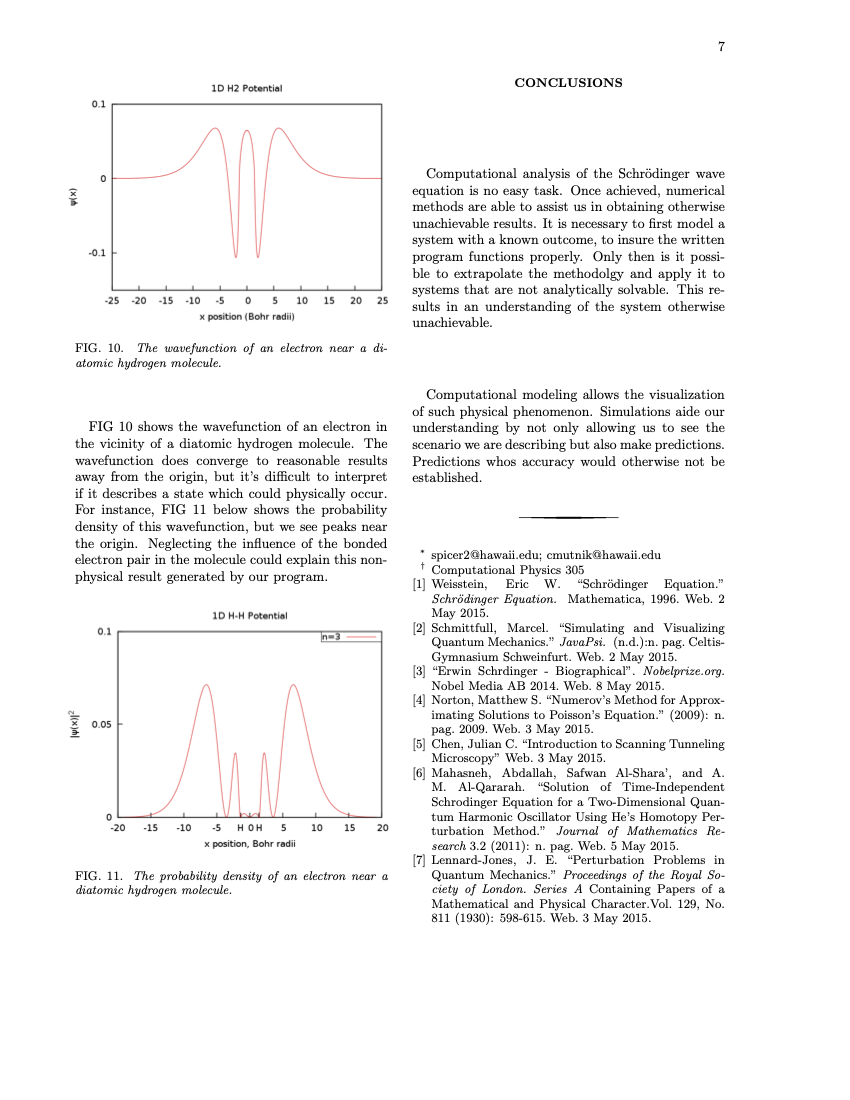 7
1D H2 Potential
0.1
0
-0.1
ψ(x)
-25 -20 -15 -10 -5 0 5 10 15 20 25
x position (Bohr radii)
FIG. 10. The wavefunction of an electron near a di-
atomic hydrogen molecule.
FIG 10 shows the wavefunction of an electron in
the vicinity of a diatomic hydrogen molecule. The
wavefunction does converge to reasonable results
away from the origin, but it's difficult to interpret
if it describes a state which could physically occur.
For instance, FIG 11 below shows the probability
density of this wavefunction, but we see peaks near
the origin. Neglecting the influence of the bonded
electron pair in the molecule could explain this non-
physical result generated by our program.
1D H-H Potential
n=3
0.1
0.05
0
|ψ(x)|²
-20 -15 -10 -5 H 0 H 5 10 15 20
x position, Bohr radii
FIG. 11. The probability density of an electron near a
diatomic hydrogen molecule.
CONCLUSIONS
Computational analysis of the Schrödinger wave
equation is no easy task. Once achieved, numerical
methods are able to assist us in obtaining otherwise
unachievable results. It is necessary to first model a
system with a known outcome, to insure the written
program functions properly. Only then is it possi-
ble to extrapolate the methodolgy and apply it to
systems that are not analytically solvable. This re-
sults in an understanding of the system otherwise
unachievable.
Computational modeling allows the visualization
of such physical phenomenon. Simulations aide our
understanding by not only allowing us to see the
scenario we are describing but also make predictions.
Predictions whos accuracy would otherwise not be
established.
* spicer2@hawaii.edu; cmutnik@hawaii.edu
† Computational Physics 305
[1] Weisstein, Eric W. “Schrödinger Equation.”
Schrödinger Equation. Mathematica, 1996. Web. 2
May 2015.
[2] Schmittfull, Marcel. “Simulating and Visualizing
Quantum Mechanics.” JavaPsi. (n.d.):n. pag. Celtis-
Gymnasium Schweinfurt. Web. 2 May 2015.
[3] “Erwin Schrdinger - Biographical”. Nobelprize.org.
Nobel Media AB 2014. Web. 8 May 2015.
[4] Norton, Matthew S. “Numerov's Method for Approx-
imating Solutions to Poisson's Equation.” (2009): n.
pag. 2009. Web. 3 May 2015.
[5] Chen, Julian C. “Introduction to Scanning Tunneling
Microscopy” Web. 3 May 2015.
[6] Mahasneh, Abdallah, Safwan Al-Shara', and A.
M. Al-Qararah. “Solution of Time-Independent
Schrodinger Equation for a Two-Dimensional Quan-
tum Harmonic Oscillator Using He's Homotopy Per-
turbation Method.” Journal of Mathematics Re-
search 3.2 (2011): n. pag. Web. 5 May 2015.
[7] Lennard-Jones, J. E. “Perturbation Problems in
Quantum Mechanics.” Proceedings of the Royal So-
ciety of London. Series A Containing Papers of a
Mathematical and Physical Character.Vol. 129, No.
811 (1930): 598-615. Web. 3 May 2015.